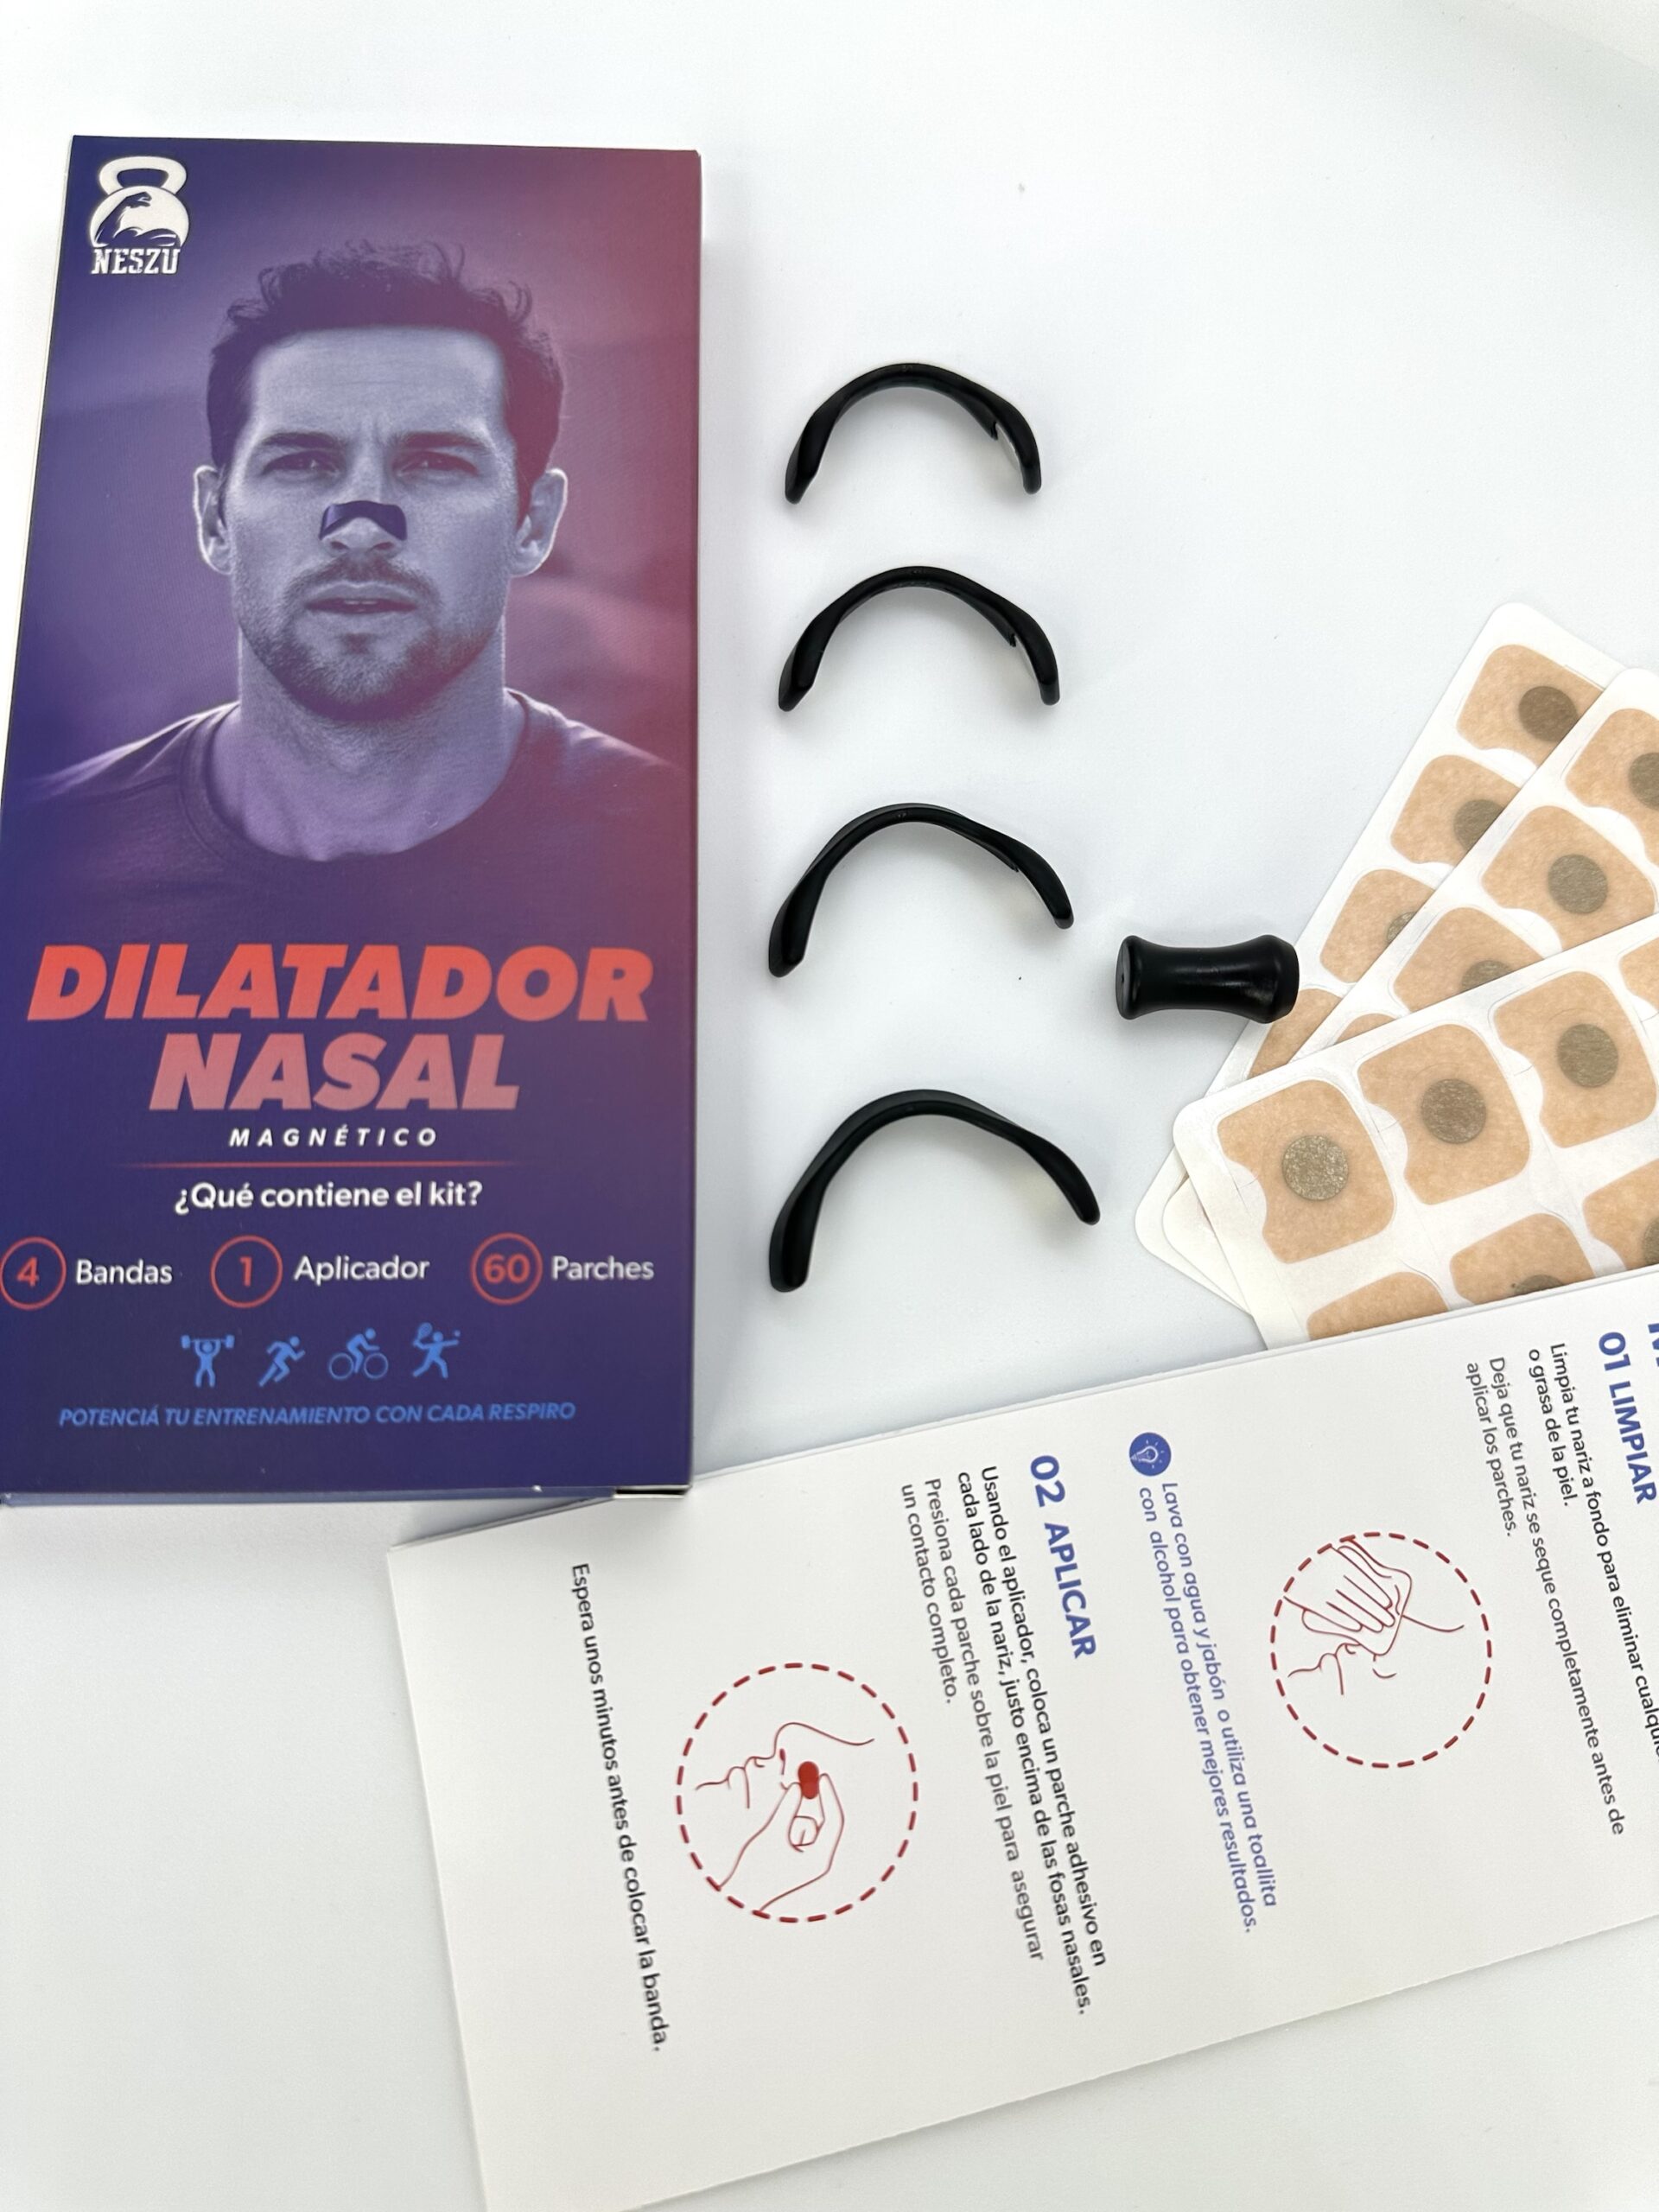 NESZU
DILATADOR
NASAL
MAGNÉTICO
¿Qué contiene el kit?
4 Bandas 1 Aplicador 60 Parches
POTENCIÁ TU ENTRENAMIENTO CON CADA RESPIRO
01 LIMPIAR
Limpia tu nariz a fondo para eliminar
o grasa de la piel.
Deja que tu nariz se seque completamente antes de
aplicar los parches.
Lava con agua y jabón o utiliza una toallita
con alcohol para obtener mejores resultados.
02 APLICAR
Usando el aplicador, coloca un parche adhesivo en
cada lado de la nariz, justo encima de las fosas nasales.
Presiona cada parche sobre la piel para asegurar
un contacto completo.
Espera unos minutos antes de colocar la banda.